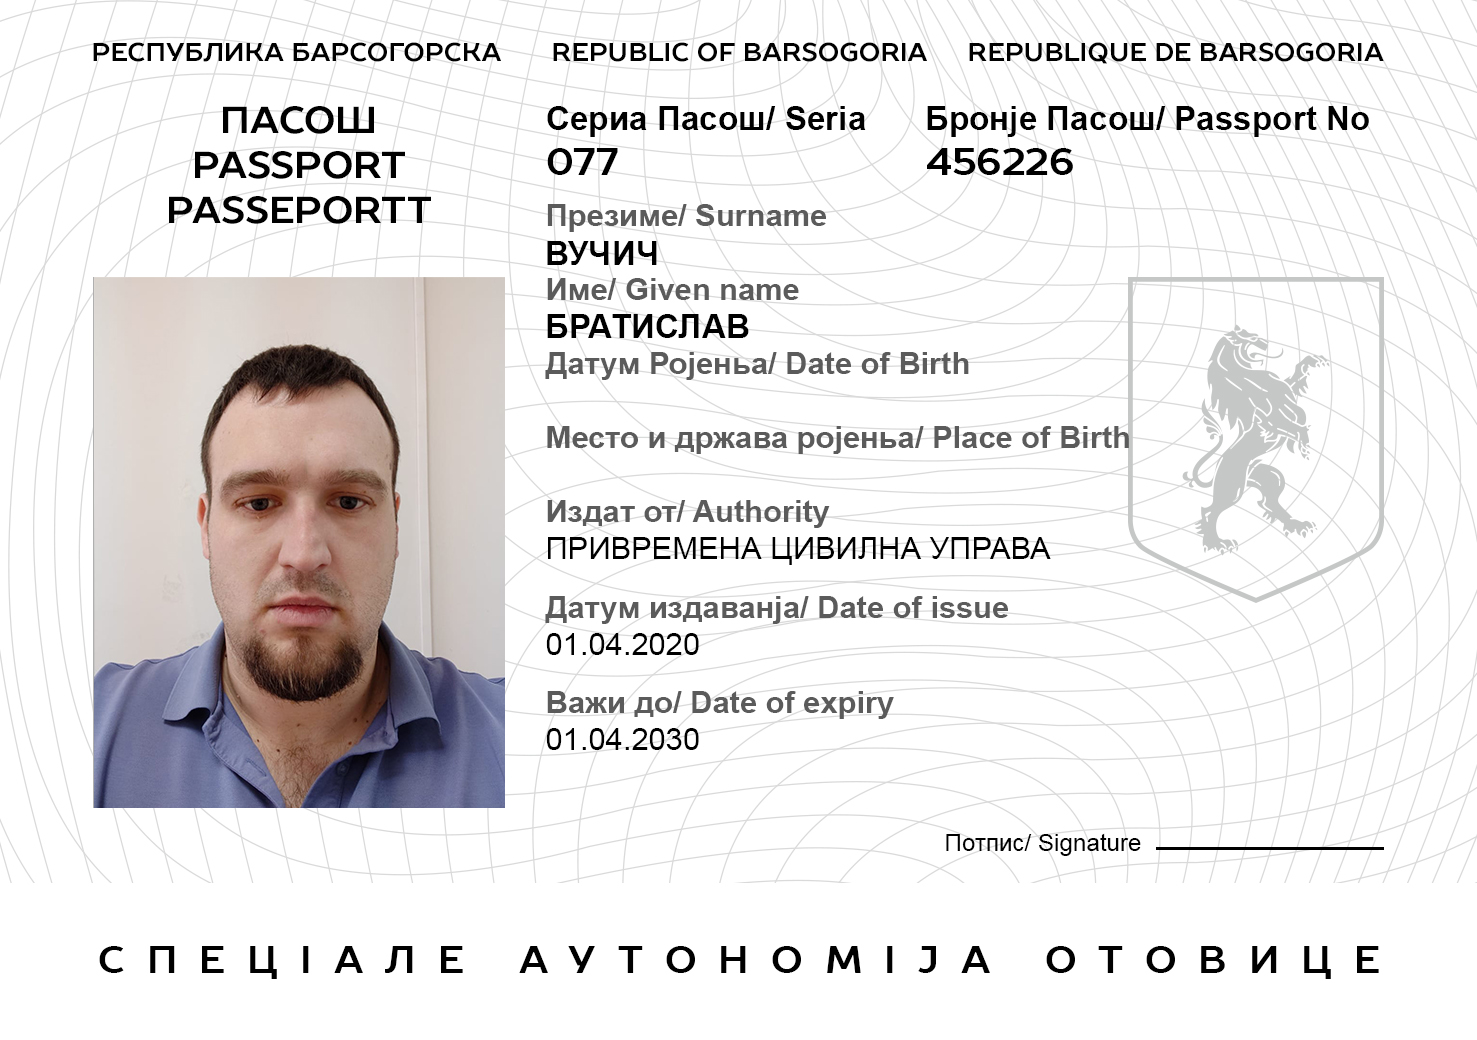 РЕСПУБЛИКА БАРСОГОРСКА REPUBLIC OF BARSOGORIA REPUBLIQUE DE BARSOGORIA
ПАСОШ
PASSPORT
PASSEPORTT
Сериа Пасош/ Seria Бронје Пасош/ Passport No
077 456226
Презиме/ Surname
ВУЧИЧ
Име/ Given name
БРАТИСЛАВ
ДатумРојења/ Date of Birth
Место и држава ројења/ Place of Birth
Издат от/ Authority
ПРИВРЕМЕНА ЦИВИЛНА УПРАВА
Датум издаванја/ Date of issue
01.04.2020
Важи до/ Date of expiry
01.04.2030
Потпис/ Signature
СПЕЦІАЛЕ АУТОНОМІЈА ОТОВИЦЕ